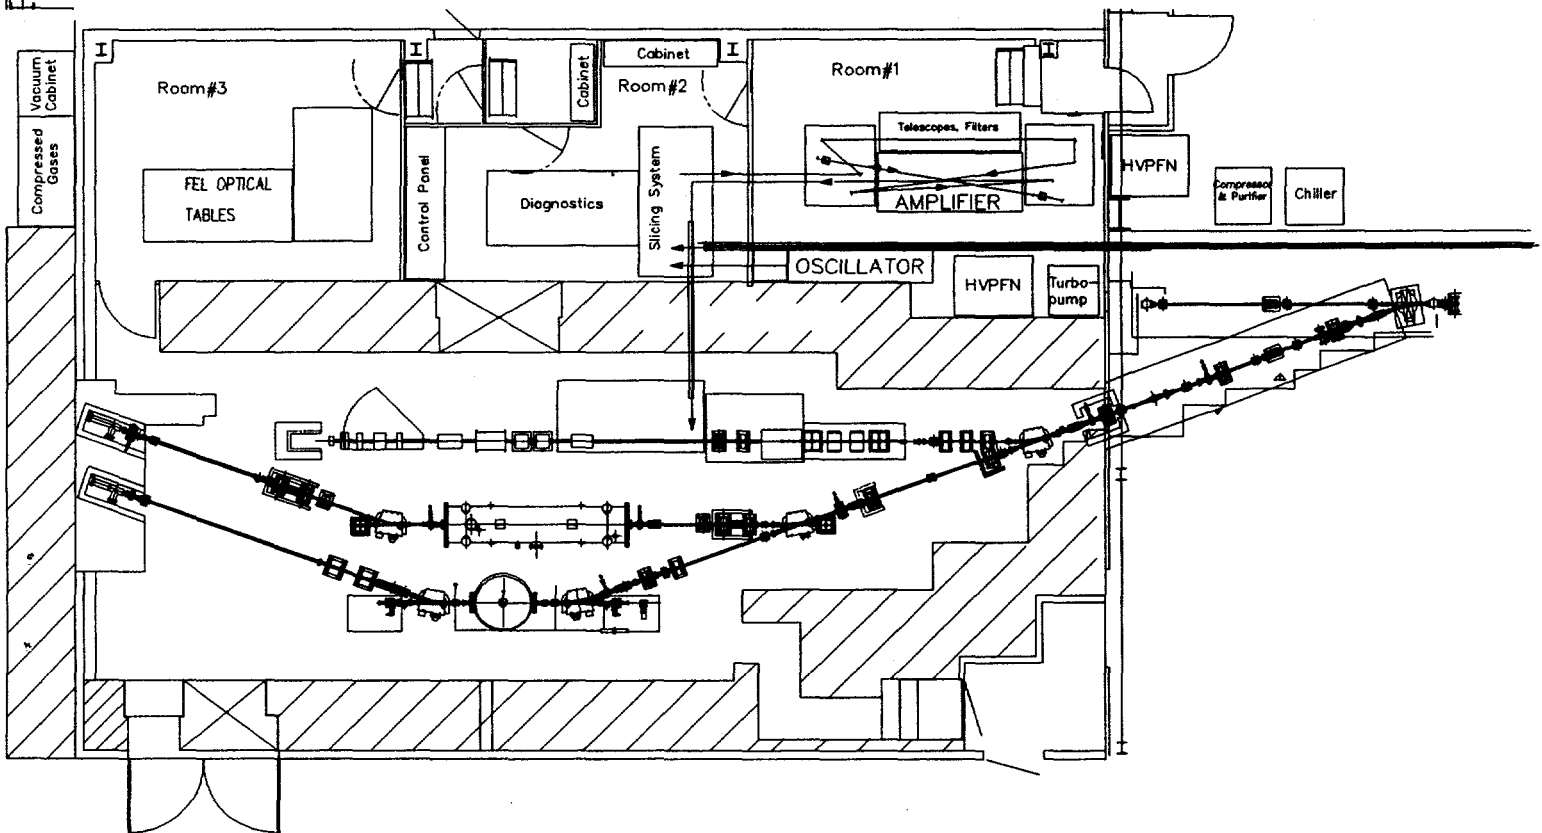 Vacuum
Cabinet
Compressed
Gases
Room#3
FEL OPTICAL
TABLES
Control Panel
Cabinet
Cabinet
Room#2
Diagnostics
Slicing System
Room#1
Telescopes, Filters
AMPLIFIER
OSCILLATOR
HVPFN
Turbo-
pump
HVPFN
Compressor
& Purifier
Chiller